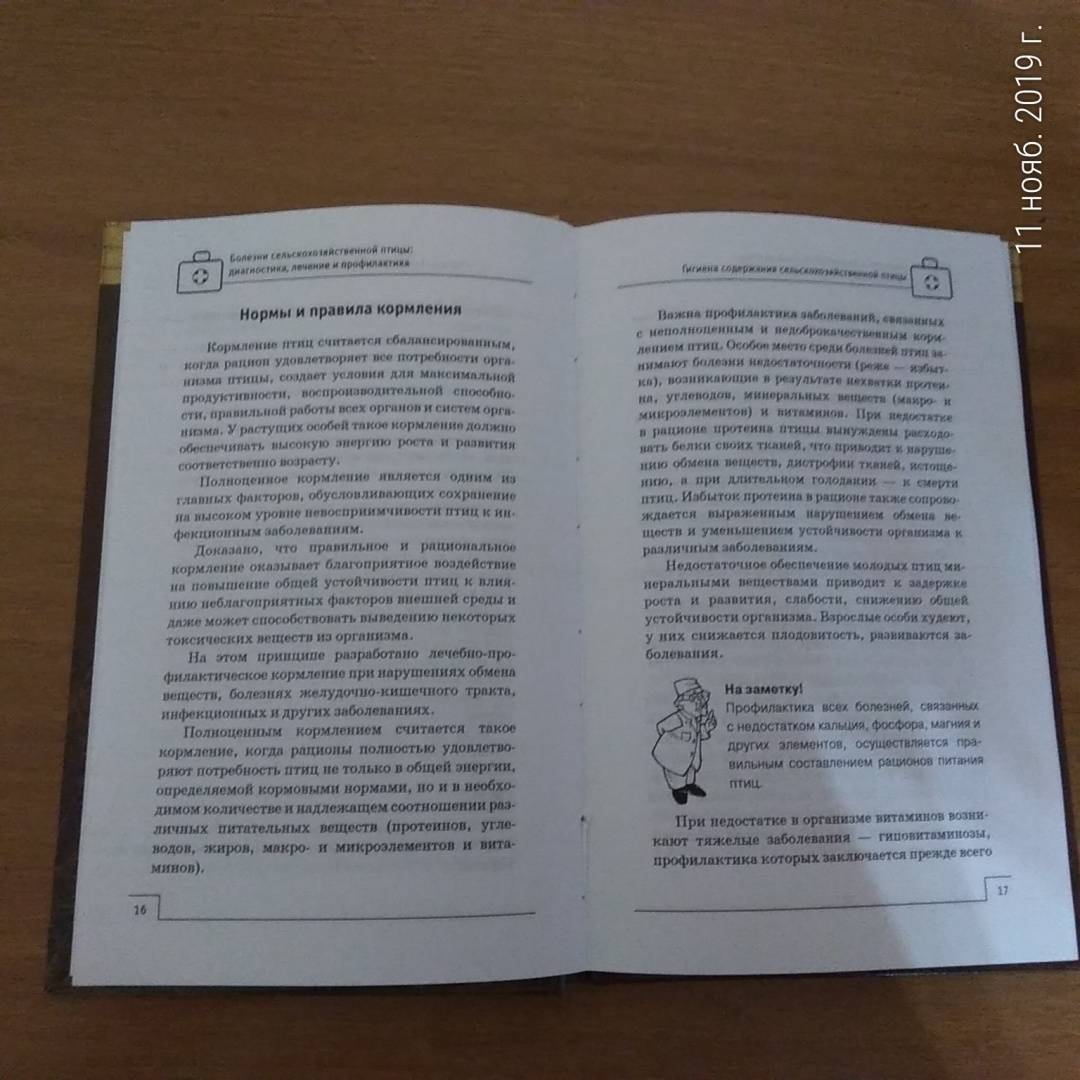 Болезни сельскохозяйственной птицы:
диагностика, лечение и профилактика
Нормы и правила кормления
Кормление птиц считается сбалансированным,
когда рацион удовлетворяет все потребности орга-
низма птицы, создает условия для максимальной
продуктивности, воспроизводительной способно-
сти, правильной работы всех органов и систем орга-
низма. У растущих особей такое кормление должно
обеспечивать высокую энергию роста и развития
соответственно возрасту.
Полноценное кормление является одним из
главных факторов, обусловливающих сохранение
на высоком уровне невосприимчивости птиц к ин-
фекционным заболеваниям.
Доказано, что правильное и рациональное
кормление оказывает благоприятное воздействие
на повышение общей устойчивости птиц к влия-
нию неблагоприятных факторов внешней среды и
даже может способствовать выведению некоторых
токсических веществ из организма.
На этом принципе разработано лечебно-про-
филактическое кормление при нарушениях обмена
веществ, болезнях желудочно-кишечного тракта,
инфекционных и других заболеваниях.
Полноценным кормлением считается такое
кормление, когда рационы полностью удовлетво-
ряют потребность птиц не только в общей энергии,
определяемой кормовыми нормами, но и в необхо-
димом количестве и надлежащем соотношении раз-
личных питательных веществ (протеинов, угле-
водов, жиров, макро- и микроэлементов и вита-
минов).
16
Гигиена содержания сельскохозяйственной птицы
Важна профилактика заболеваний, связанных
с неполноценным и недоброкачественным корм-
лением птиц. Особое место среди болезней птиц за-
нимают болезни недостаточности (реже — избыт-
ка), возникающие в результате нехватки протеи-
на, углеводов, минеральных веществ (макро- и
микроэлементов) и витаминов. При недостатке
в рационе протеина птицы вынуждены расходо-
вать белки своих тканей, что приводит к наруше-
нию обмена веществ, дистрофии тканей, истоще-
нию, а при длительном голодании — к смерти
птиц. Избыток протеина в рационе также сопрово-
ждается выраженным нарушением обмена ве-
ществ и уменьшением устойчивости организма к
различным заболеваниям.
Недостаточное обеспечение молодых птиц ми-
неральными веществами приводит к задержке
роста и развития, слабости, снижению общей
устойчивости организма. Взрослые особи худеют,
у них снижается плодовитость, развиваются за-
болевания.
На заметку!
Профилактика всех болезней, связанных
с недостатком кальция, фосфора, магния и
других элементов, осуществляется пра-
вильным составлением рационов питания
птиц.
При недостатке в организме витаминов возни-
кают тяжелые заболевания — гиповитаминозы,
профилактика которых заключается прежде всего
17
11 нояб. 2019 г.